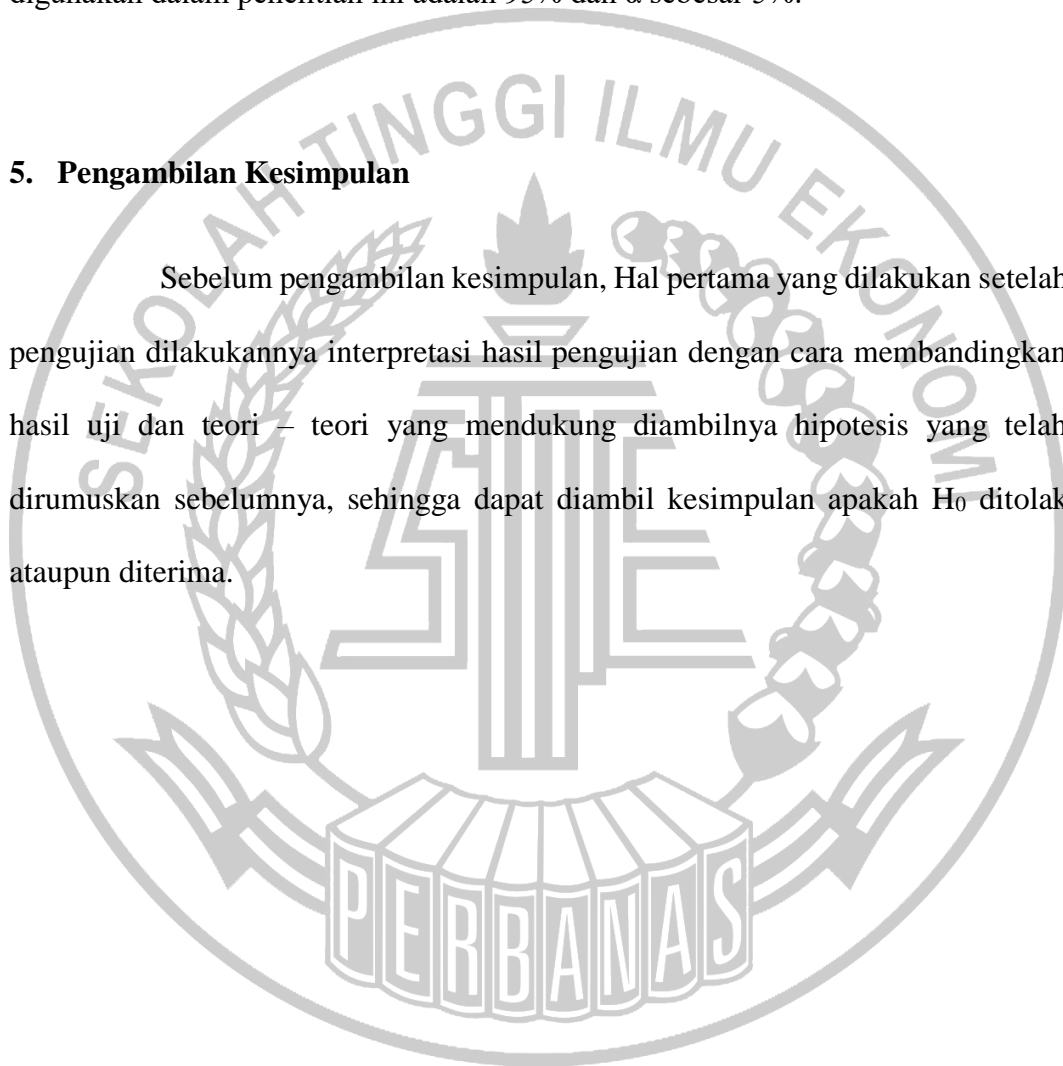 digunakan dalam penelitian ini adalah 95% dan α sebesar 5%.
SEKOLAH TINGGI ILMU EKONOMI
5. Pengambilan Kesimpulan
Sebelum pengambilan kesimpulan, Hal pertama yang dilakukan setelah
pengujian dilakukannya interpretasi hasil pengujian dengan cara membandingkan
hasil uji dan teori – teori yang mendukung diambilnya hipotesis yang telah
dirumuskan sebelumnya, sehingga dapat diambil kesimpulan apakah H₀ ditolak
ataupun diterima.
STIE
PERBANAS